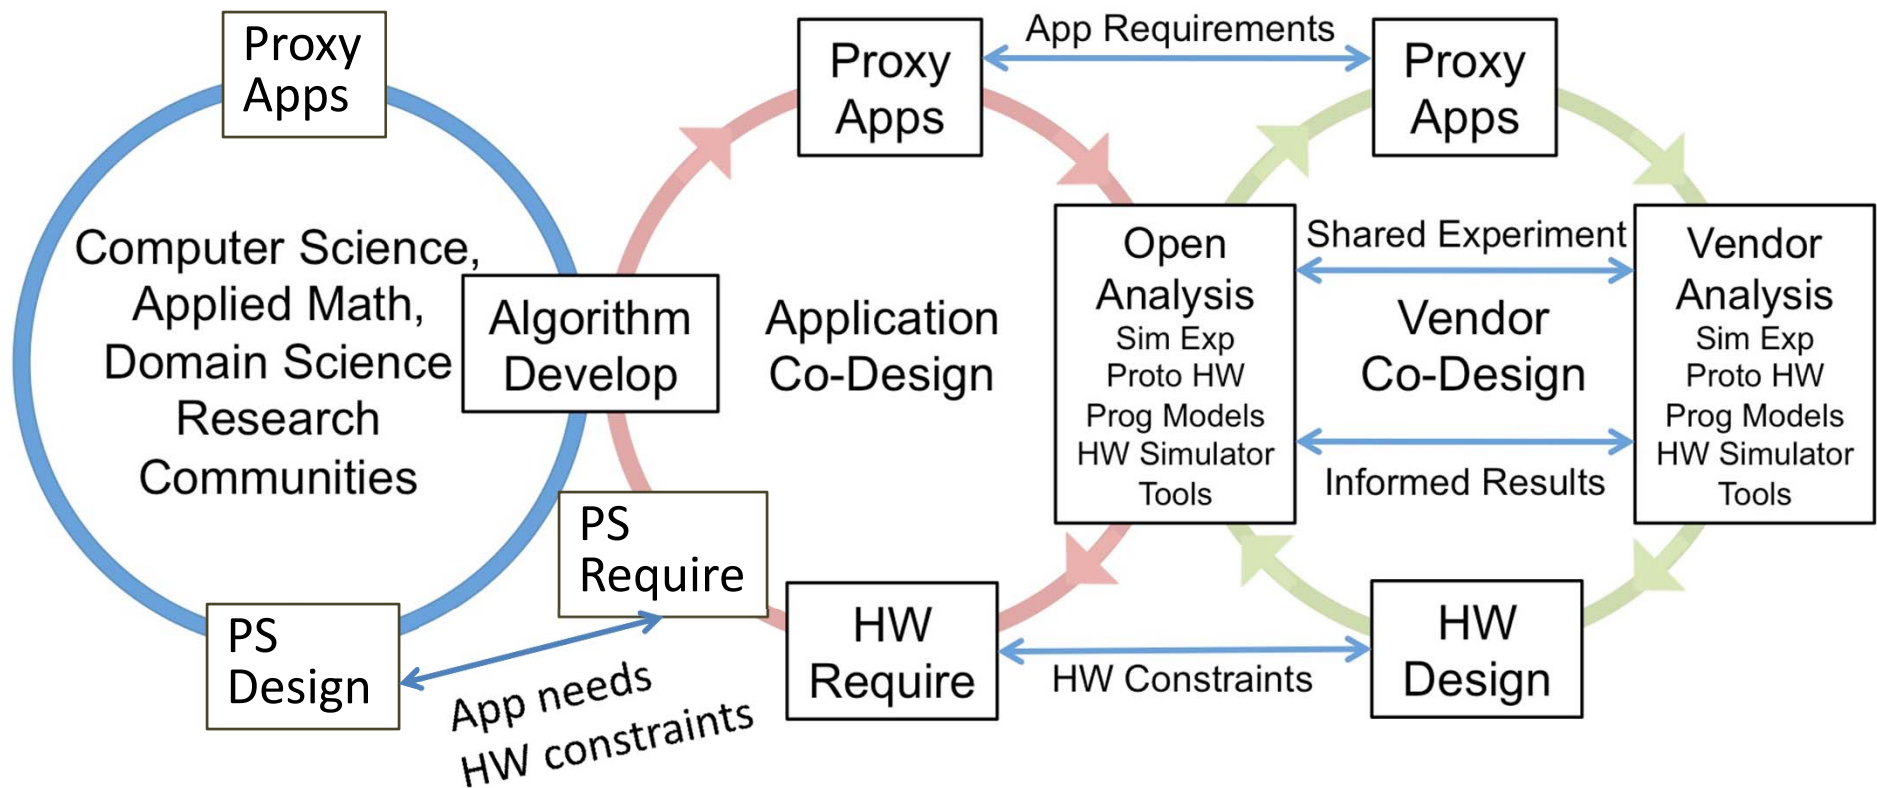 Proxy
Apps
Computer Science,
Applied Math,
Domain Science
Research
Communities
PS
Design
Algorithm
Develop
PS
Require
App needs
HW constraints
Proxy
Apps
Application
Co-Design
HW
Require
App Requirements
Open
Analysis
Sim Exp
Proto HW
Prog Models
HW Simulator
Tools
Shared Experiment
Vendor
Co-Design
Informed Results
HW Constraints
Proxy
Apps
Vendor
Analysis
Sim Exp
Proto HW
Prog Models
HW Simulator
Tools
HW
Design